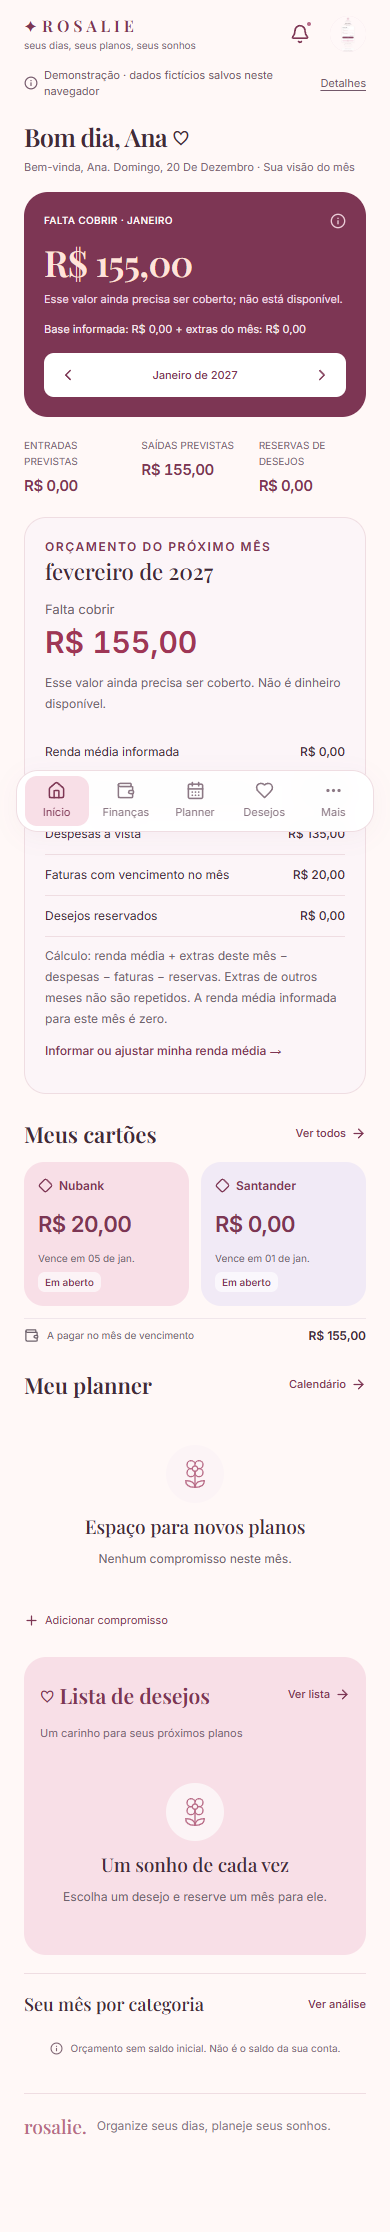 ROSALIE
seus dias, seus planos, seus sonhos
Demonstração · dados fictícios salvos neste
navegador
Detalhes
Bom dia, Ana
Bem-vinda, Ana. Domingo, 20 De Dezembro · Sua visão do mês
FALTA COBRIR · JANEIRO
R$ 155,00
Esse valor ainda precisa ser coberto; não está disponível.
Base informada: R$ 0,00 + extras do mês: R$ 0,00
Janeiro de 2027
ENTRADAS
PREVISTAS
R$ 0,00
SAÍDAS PREVISTAS
R$ 155,00
RESERVAS DE
DESEJOS
R$ 0,00
ORÇAMENTO DO PRÓXIMO MÊS
fevereiro de 2027
Falta cobrir
R$ 155,00
Esse valor ainda precisa ser coberto. Não é dinheiro
disponível.
Renda média informada R$ 0,00
Início Finanças Planner Desejos Mais
Despesas à vista R$ 135,00
Faturas com vencimento no mês R$ 20,00
Desejos reservados R$ 0,00
Cálculo: renda média + extras deste mês −
despesas − faturas − reservas. Extras de outros
meses não são repetidos. A renda média informada
para este mês é zero.
Informar ou ajustar minha renda média →
Meus cartões Ver todos
Nubank
R$ 20,00
Vence em 05 de jan.
Em aberto
Santander
R$ 0,00
Vence em 01 de jan.
Em aberto
A pagar no mês de vencimento R$ 155,00
Meu planner Calendário
Espaço para novos planos
Nenhum compromisso neste mês.
Adicionar compromisso
Lista de desejos Ver lista
Um carinho para seus próximos planos
Um sonho de cada vez
Escolha um desejo e reserve um mês para ele.
Seu mês por categoria Ver análise
Orçamento sem saldo inicial. Não é o saldo da sua conta.
rosalie. Organize seus dias, planeje seus sonhos.